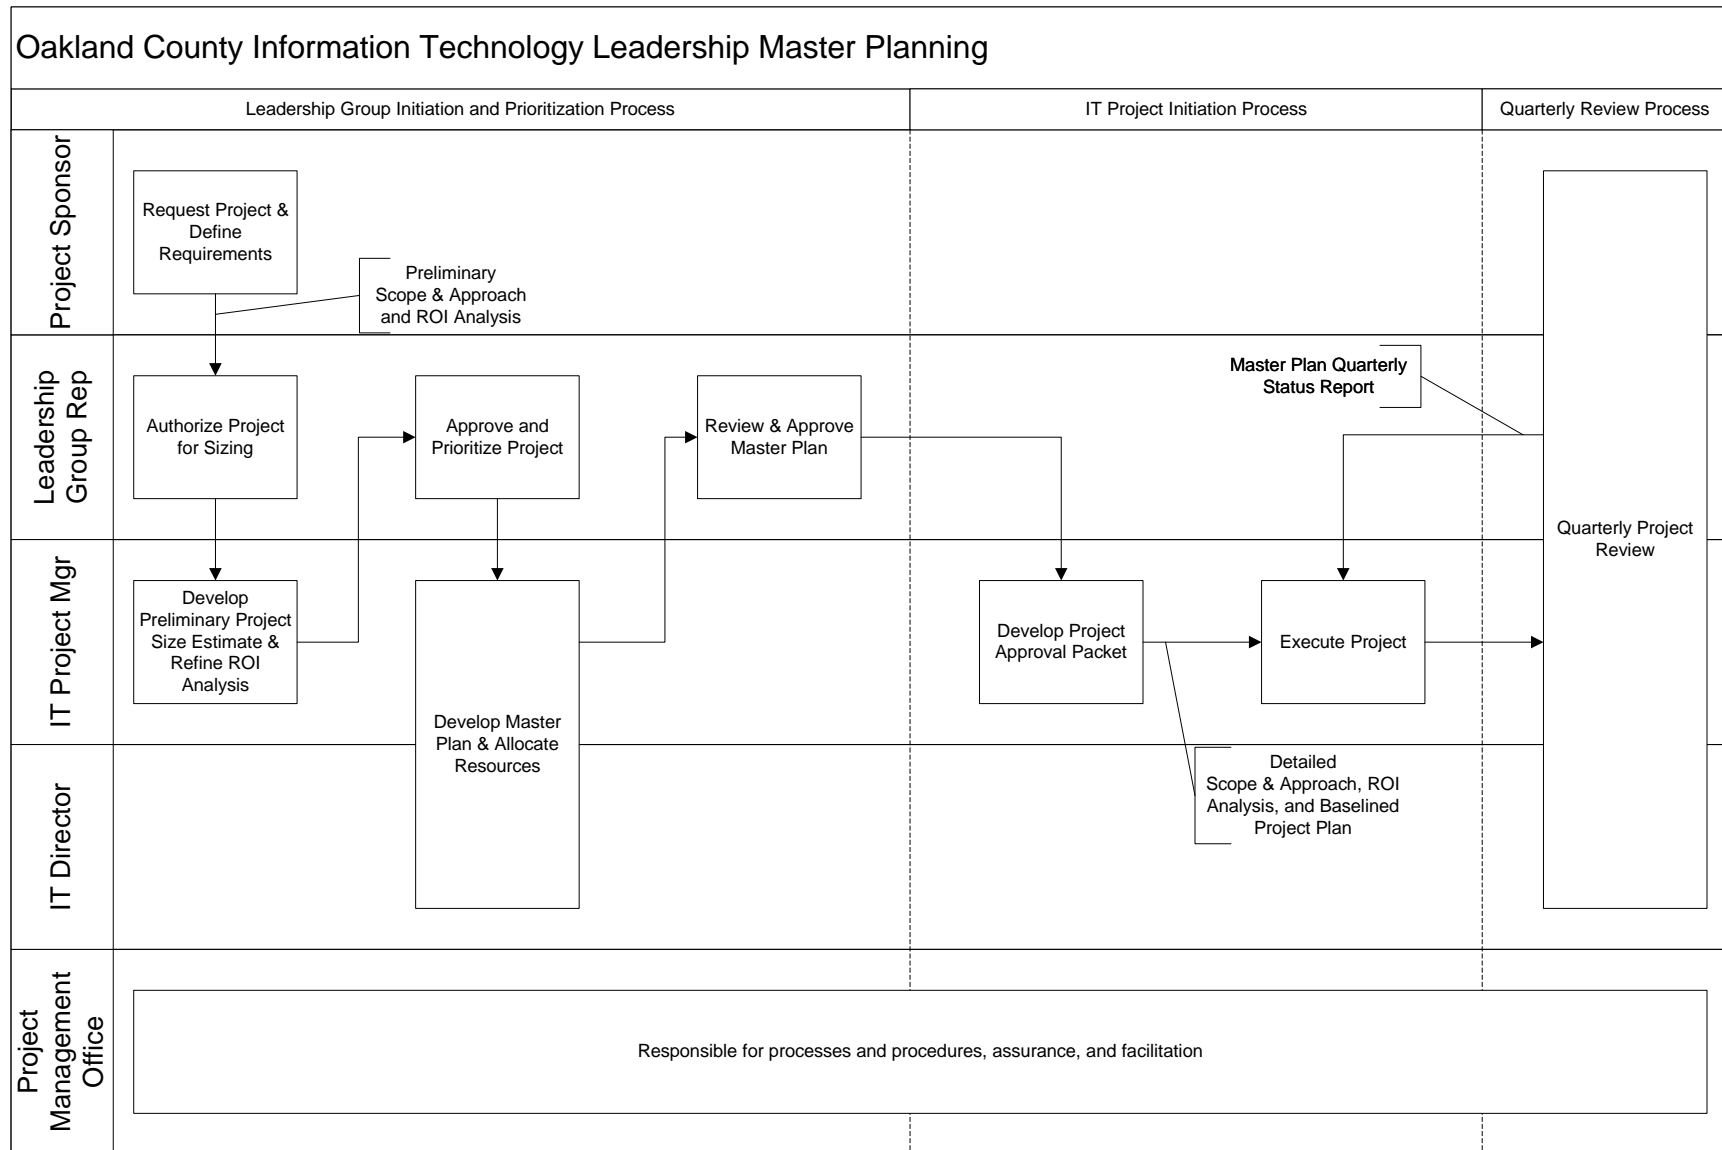 Oakland County Information Technology Leadership Master Planning
Leadership Group Initiation and Prioritization Process
IT Project Initiation Process
Quarterly Review Process
Project Sponsor
Request Project &
Define
Requirements
Preliminary
Scope & Approach
and ROI Analysis
Leadership
Group Rep
Authorize Project
for Sizing
Approve and
Prioritize Project
Review & Approve
Master Plan
Master Plan Quarterly
Status Report
Quarterly Project
Review
IT Project Mgr
Develop
Preliminary Project
Size Estimate &
Refine ROI
Analysis
Develop Master
Plan & Allocate
Resources
Develop Project
Approval Packet
Execute Project
IT Director
Detailed
Scope & Approach, ROI
Analysis, and Baselined
Project Plan
Project
Management
Office
Responsible for processes and procedures, assurance, and facilitation